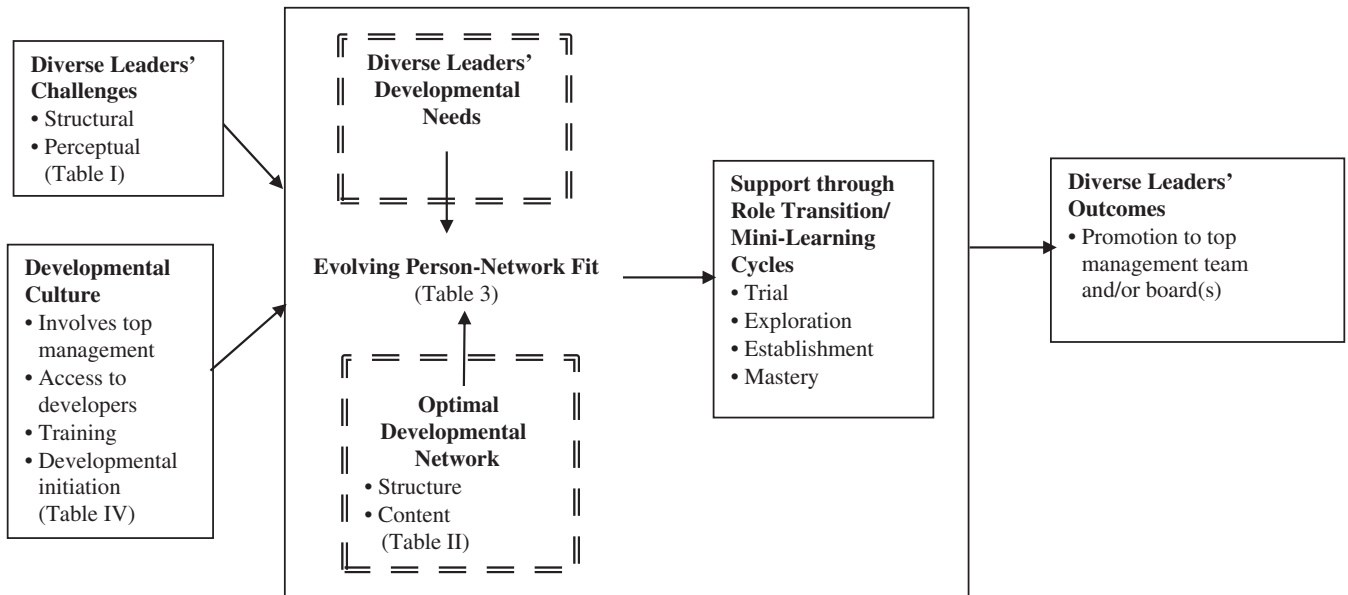 Diverse Leaders’
Challenges
• Structural
• Perceptual
(Table I)
Developmental
Culture
• Involves top
management
• Access to
developers
• Training
• Developmental
initiation
(Table IV)
Diverse Leaders’
Developmental
Needs
Evolving Person-Network Fit
(Table 3)
Optimal
Developmental
Network
• Structure
• Content
(Table II)
Support through
Role Transition/
Mini-Learning
Cycles
• Trial
• Exploration
• Establishment
• Mastery
Diverse Leaders’
Outcomes
• Promotion to top
management team
and/or board(s)